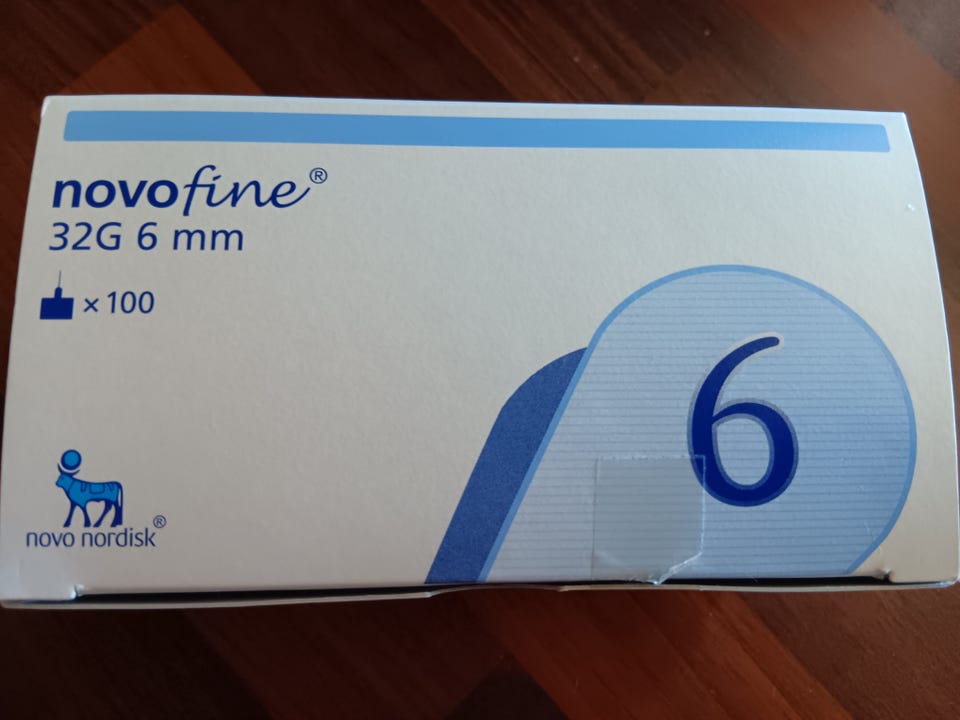 novofine®
32G 6 mm
× 100
6
novo nordisk®